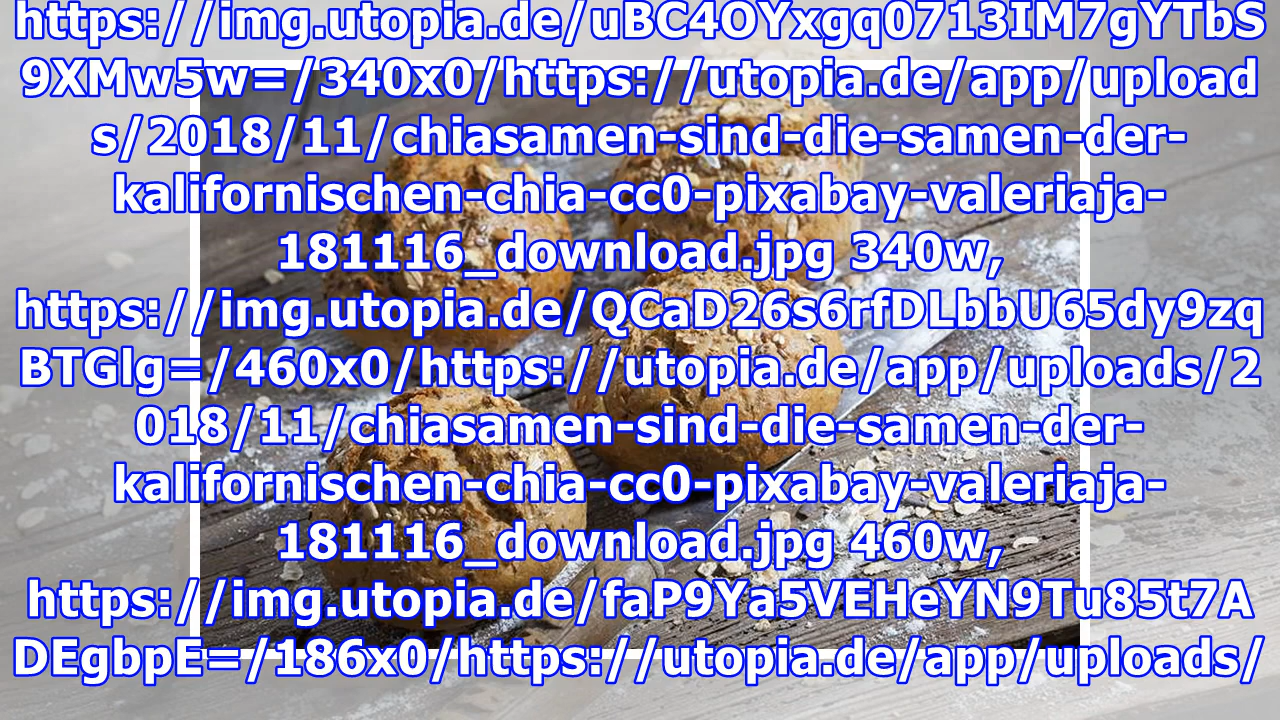 https://img.utopia.de/uBC4OYxgq0713IM7gYTbS
9XMw5w=/340x0/https://utopia.de/app/upload
s/2018/11/chiasamen-sind-die-samen-der-
kalifornischen-chia-cc0-pixabay-valeriaja-
181116_download.jpg 340w,
https://img.utopia.de/QCaD26s6rfDLbbU65dy9zq
BTGlg=/460x0/https://utopia.de/app/uploads/2
018/11/chiasamen-sind-die-samen-der-
kalifornischen-chia-cc0-pixabay-valeriaja-
181116_download.jpg 460w,
https://img.utopia.de/faP9Ya5VEHeYN9Tu85t7A
DEgbpE=/186x0/https://utopia.de/app/uploads/